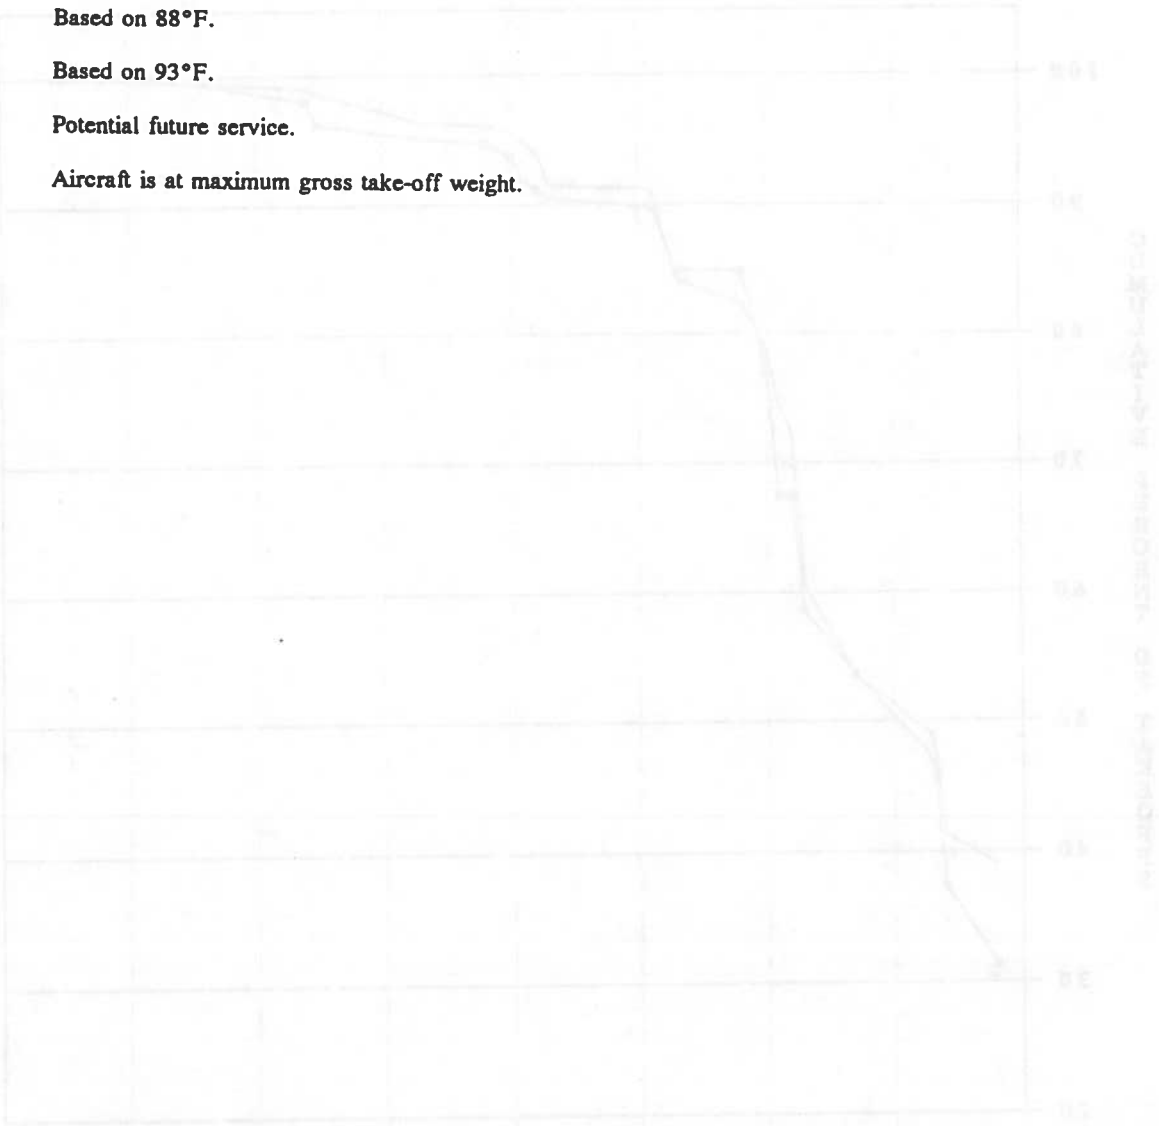 Based on 88°F.
Based on 93°F.
Potential future service.
Aircraft is at maximum gross take-off weight.